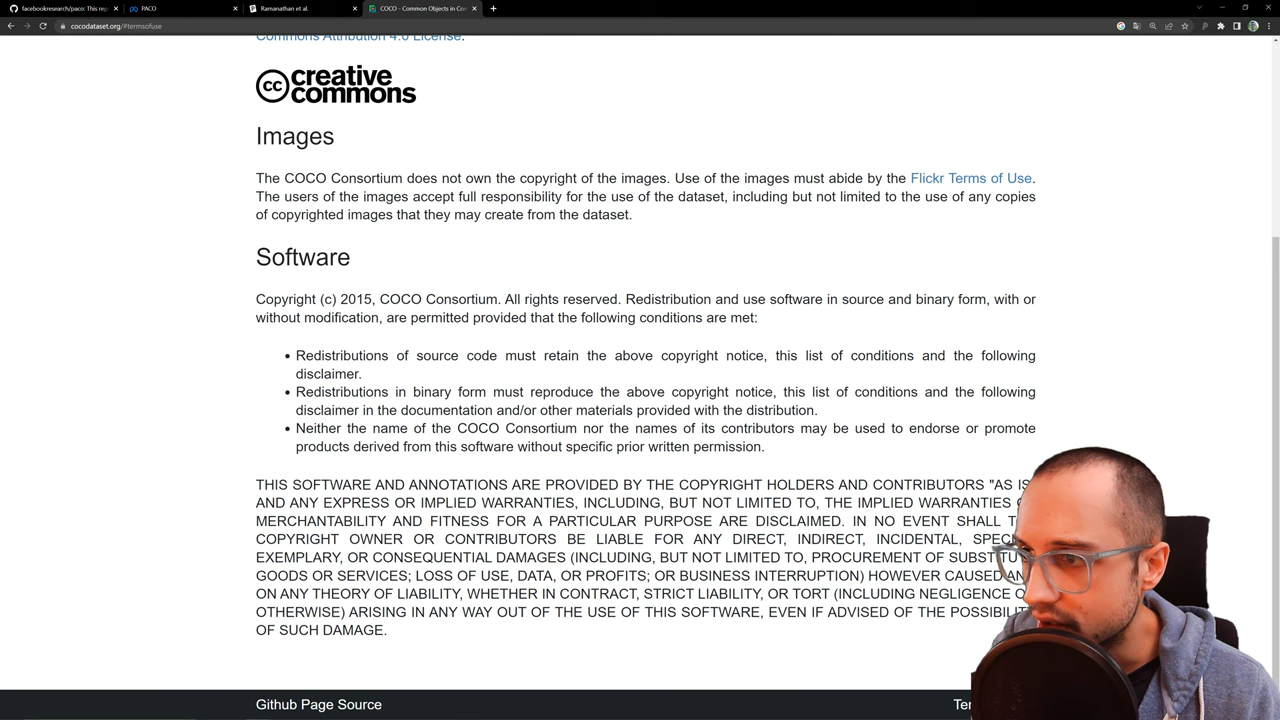 facebookresearch/paco: This rep
PACO
Ramanathan et al.
COCO - Common Objects in Con
cocodataset.org/#termsofuse
Commons Attribution 4.0 License.
cc creative
commons
Images
The COCO Consortium does not own the copyright of the images. Use of the images must abide by the Flickr Terms of Use.
The users of the images accept full responsibility for the use of the dataset, including but not limited to the use of any copies
of copyrighted images that they may create from the dataset.
Software
Copyright (c) 2015, COCO Consortium. All rights reserved. Redistribution and use software in source and binary form, with or
without modification, are permitted provided that the following conditions are met:
• Redistributions of source code must retain the above copyright notice, this list of conditions and the following
disclaimer.
• Redistributions in binary form must reproduce the above copyright notice, this list of conditions and the following
disclaimer in the documentation and/or other materials provided with the distribution.
• Neither the name of the COCO Consortium nor the names of its contributors may be used to endorse or promote
products derived from this software without specific prior written permission.
THIS SOFTWARE AND ANNOTATIONS ARE PROVIDED BY THE COPYRIGHT HOLDERS AND CONTRIBUTORS "AS IS
AND ANY EXPRESS OR IMPLIED WARRANTIES, INCLUDING, BUT NOT LIMITED TO, THE IMPLIED WARRANTIES
MERCHANTABILITY AND FITNESS FOR A PARTICULAR PURPOSE ARE DISCLAIMED. IN NO EVENT SHALL
COPYRIGHT OWNER OR CONTRIBUTORS BE LIABLE FOR ANY DIRECT, INDIRECT, INCIDENTAL,
EXEMPLARY, OR CONSEQUENTIAL DAMAGES (INCLUDING, BUT NOT LIMITED TO, PROCUREMENT OF
GOODS OR SERVICES; LOSS OF USE, DATA, OR PROFITS; OR BUSINESS INTERRUPTION) HOWEVER CAUSED
ON ANY THEORY OF LIABILITY, WHETHER IN CONTRACT, STRICT LIABILITY, OR TORT (INCLUDING NEGLIGENCE
OTHERWISE) ARISING IN ANY WAY OUT OF THE USE OF THIS SOFTWARE, EVEN IF ADVISED OF THE
OF SUCH DAMAGE.
Github Page Source